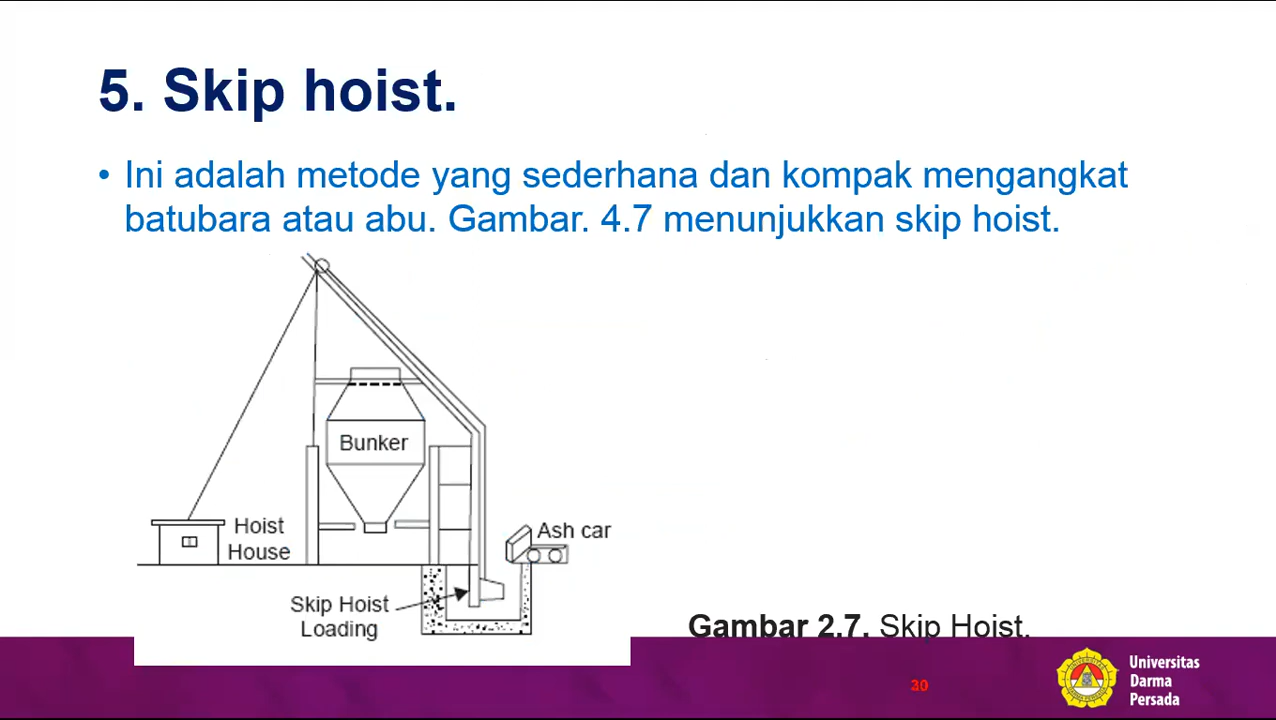 5. Skip hoist.
• Ini adalah metode yang sederhana dan kompak mengangkat
batubara atau abu. Gambar. 4.7 menunjukkan skip hoist.
Bunker
Hoist
House
Ash car
Skip Hoist
Loading
Gambar 2.7. Skip Hoist.
30
Universitas
Darma
Persada